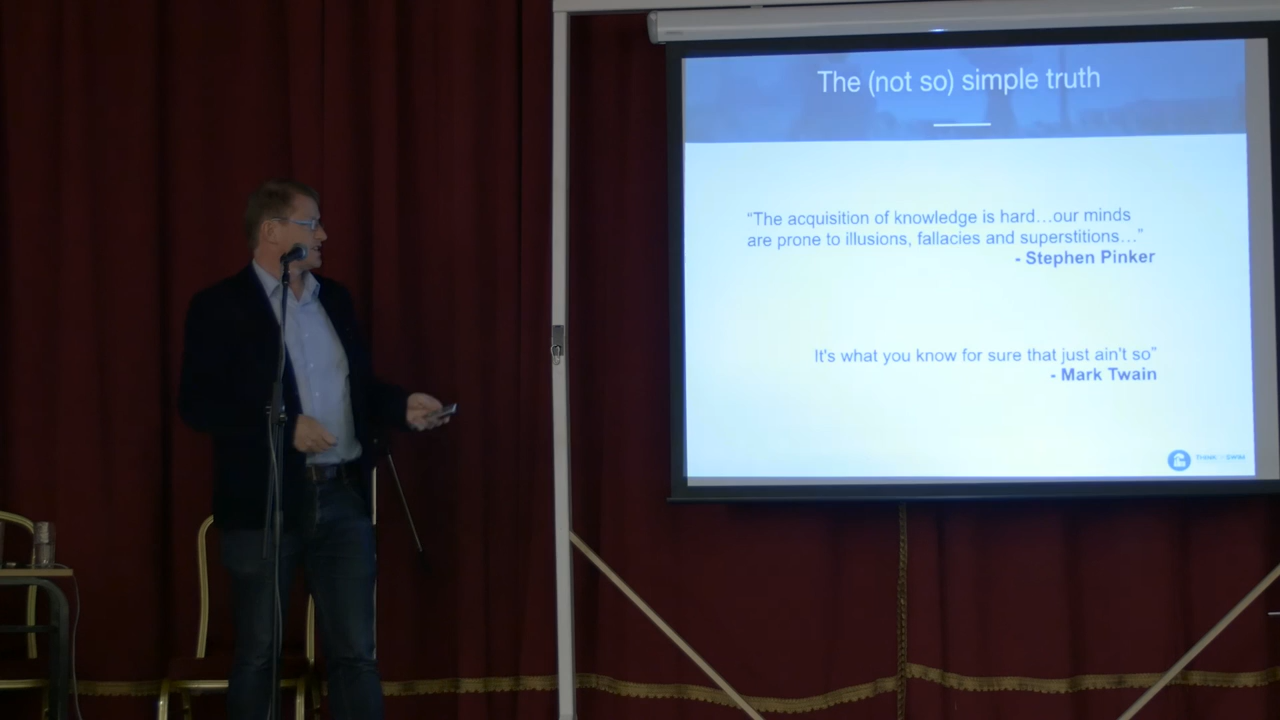 The (not so) simple truth
“The acquisition of knowledge is hard…our minds
are prone to illusions, fallacies and superstitions…”
- Stephen Pinker
It's what you know for sure that just ain't so”
- Mark Twain